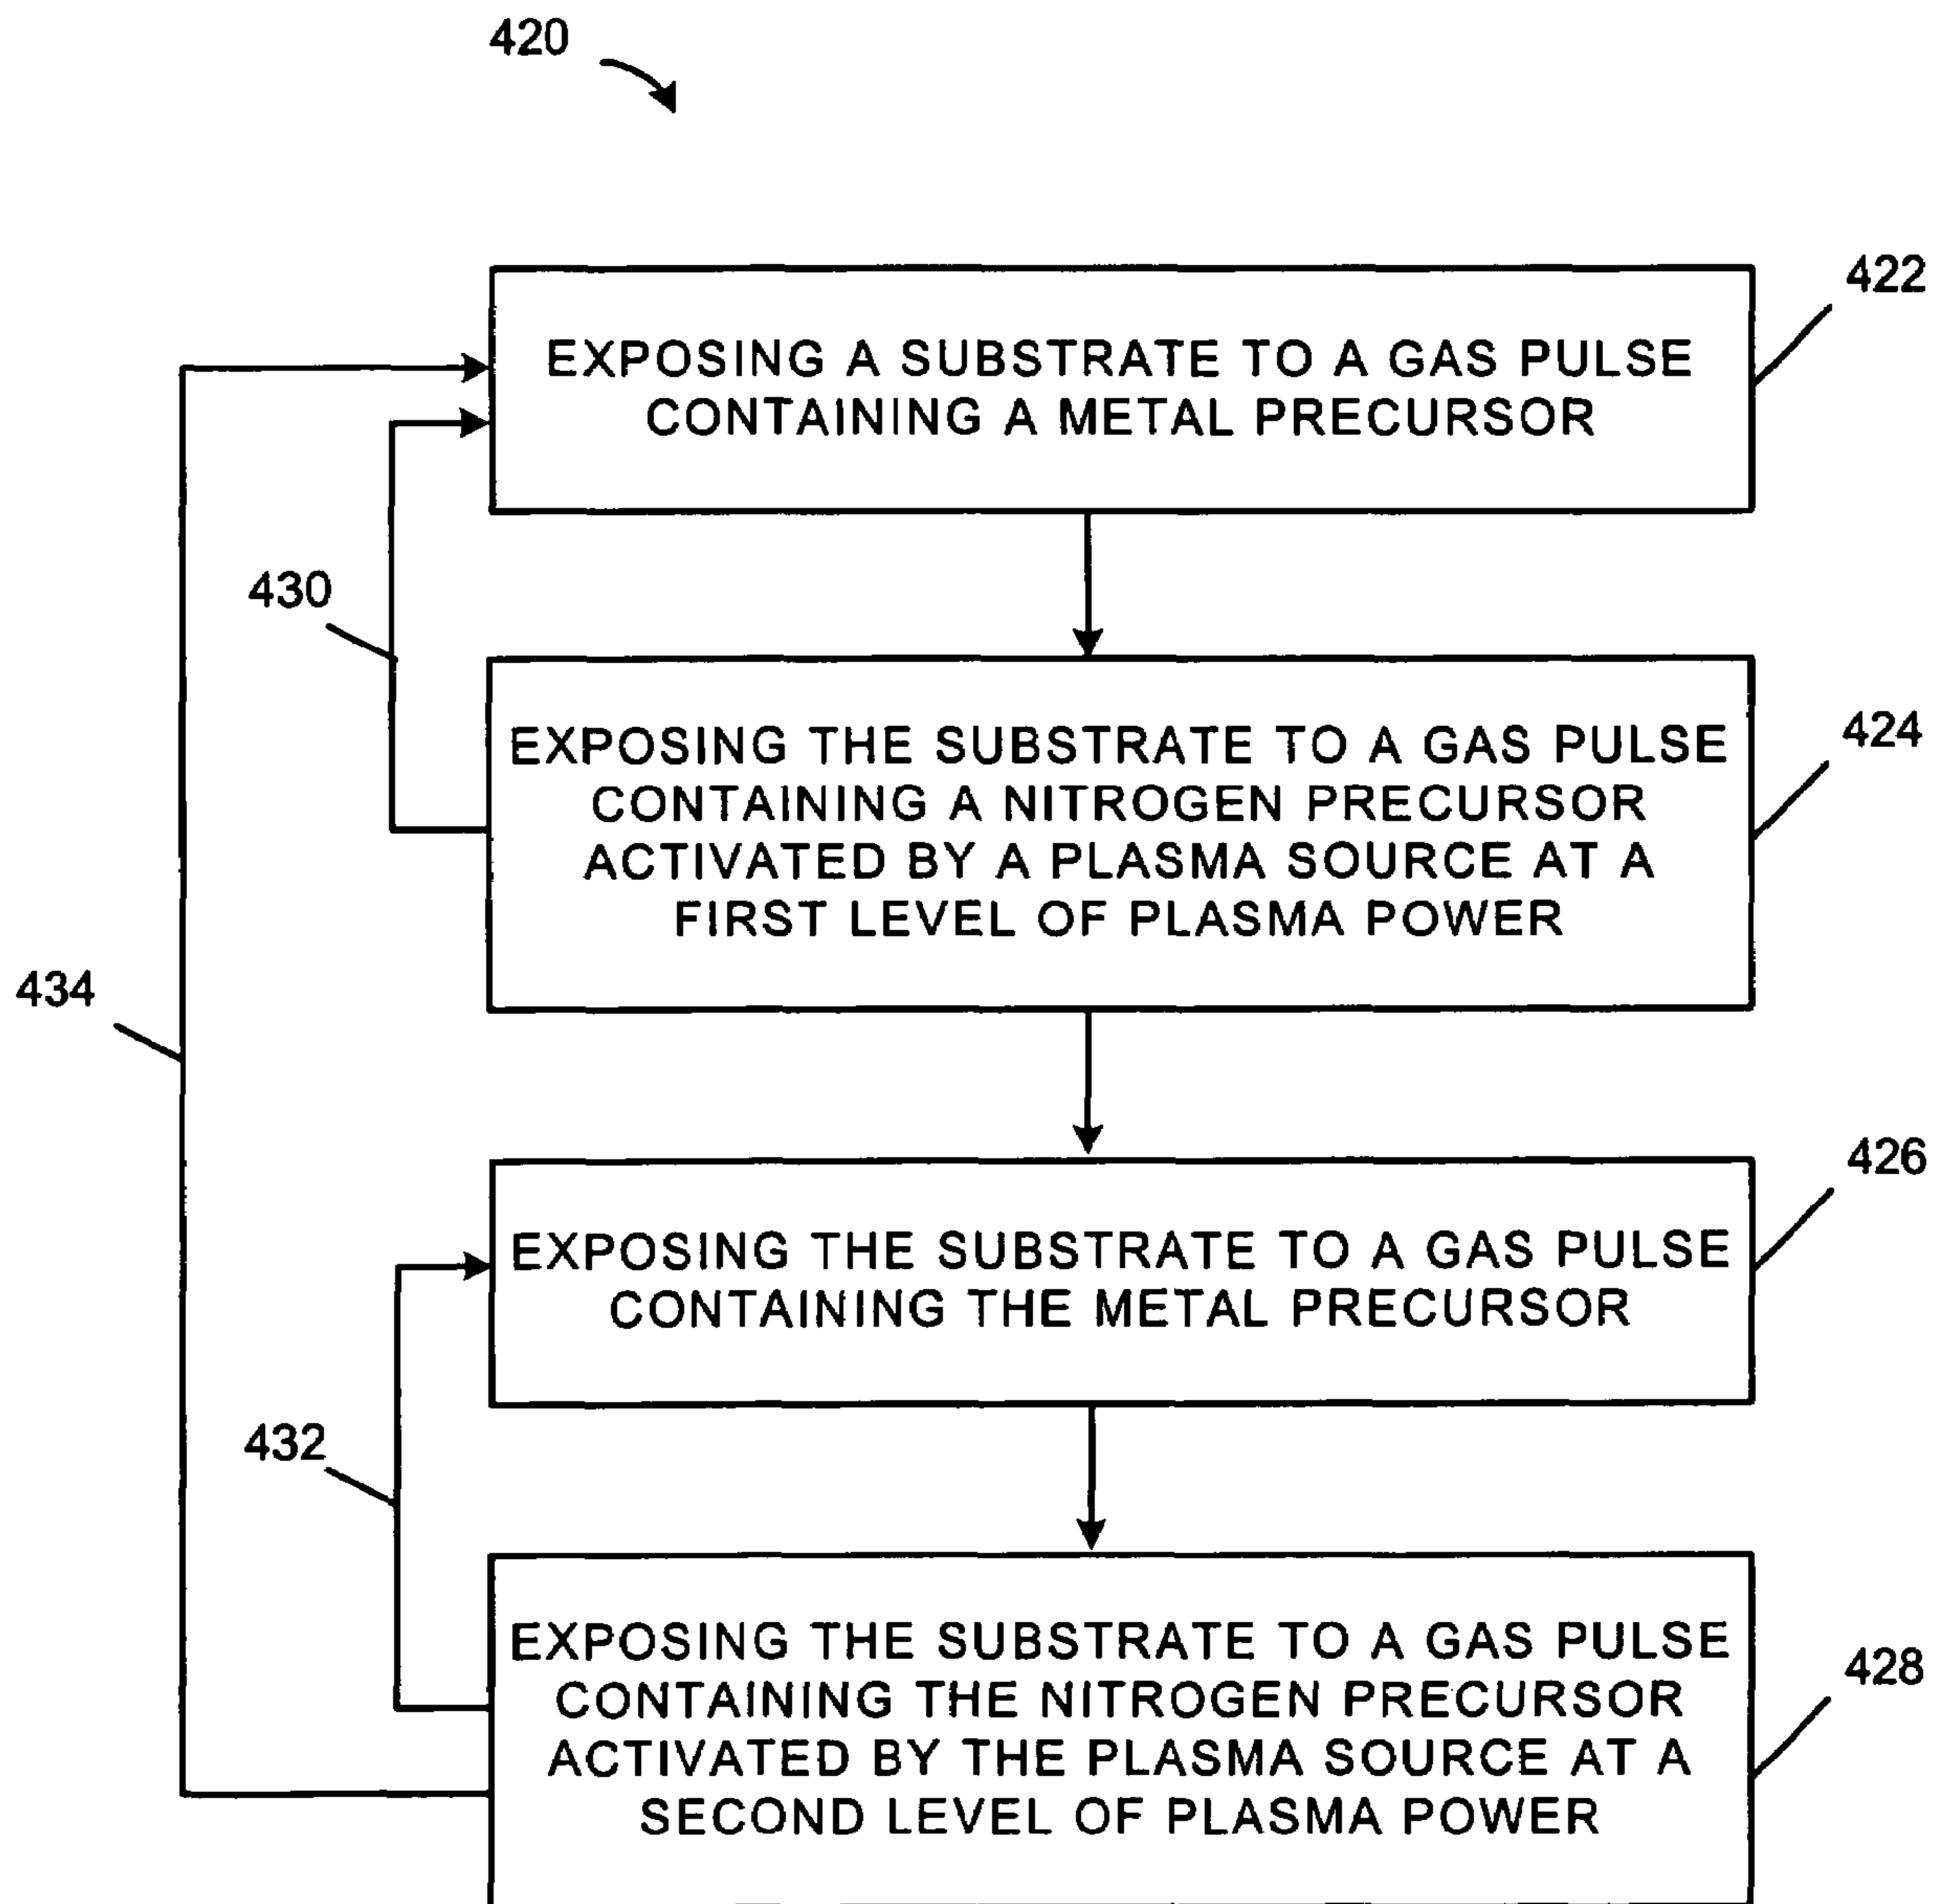 420
422
EXPOSING A SUBSTRATE TO A GAS PULSE
CONTAINING A METAL PRECURSOR
430
424
EXPOSING THE SUBSTRATE TO A GAS PULSE
CONTAINING A NITROGEN PRECURSOR
ACTIVATED BY A PLASMA SOURCE AT A
FIRST LEVEL OF PLASMA POWER
434
426
EXPOSING THE SUBSTRATE TO A GAS PULSE
CONTAINING THE METAL PRECURSOR
432
428
EXPOSING THE SUBSTRATE TO A GAS PULSE
CONTAINING THE NITROGEN PRECURSOR
ACTIVATED BY THE PLASMA SOURCE AT A
SECOND LEVEL OF PLASMA POWER